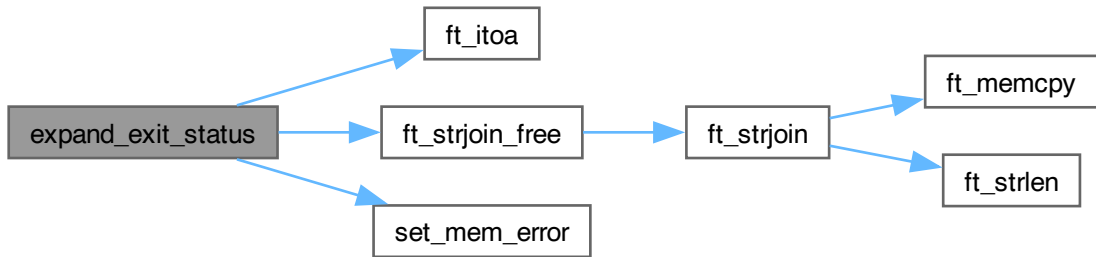 ft_itoa
ft_memcpy
expand_exit_status
ft_strjoin_free
ft_strjoin
ft_strlen
set_mem_error